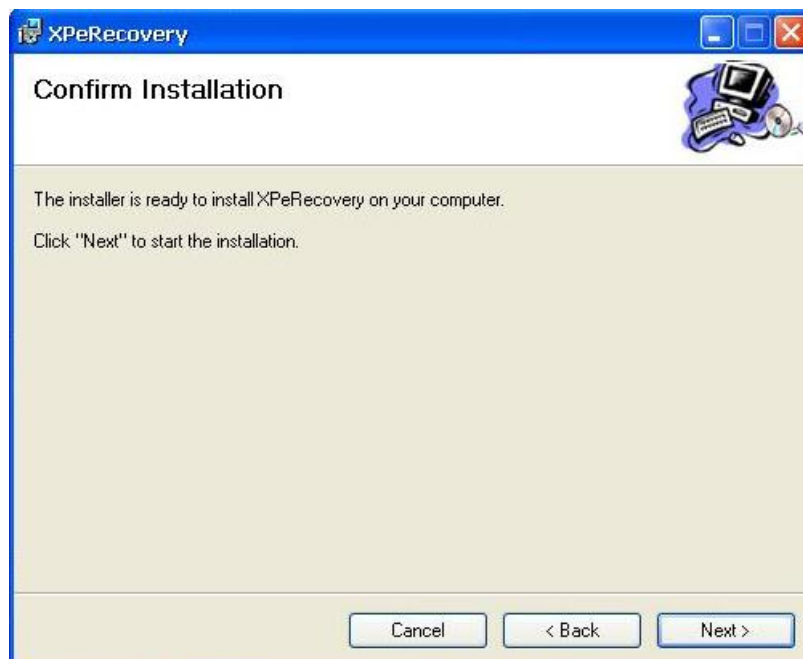 XPeRecovery
Confirm Installation
The installer is ready to install XPeRecovery on your computer.
Click "Next" to start the installation.
Cancel
< Back
Next >